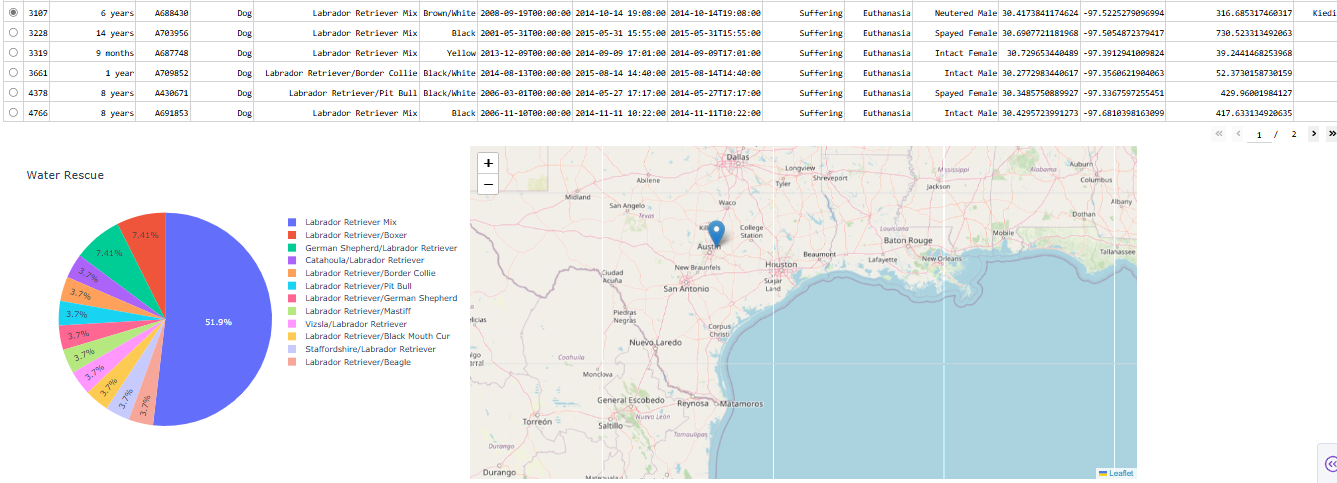 3107 6 years A688430 Dog Labrador Retriever Mix Brown/White 2008-09-19T00:00:00 2014-10-14 19:08:00 2014-10-14T19:08:00 Suffering Euthanasia Neutered Male 30.4173841174624 -97.5225279096994 316.685317460317 Kiedi
3228 14 years A703956 Dog Labrador Retriever Mix Black 2001-05-31T00:00:00 2015-05-31 15:55:00 2015-05-31T15:55:00 Suffering Euthanasia Spayed Female 30.6907721181968 -97.5054872379417 730.523313492063
3319 9 months A687748 Dog Labrador Retriever Mix Yellow 2013-12-09T00:00:00 2014-09-09 17:01:00 2014-09-09T17:01:00 Suffering Euthanasia Intact Female 30.729653440489 -97.3912941009824 39.2441468253968
3661 1 year A709852 Dog Labrador Retriever/Border Collie Black/White 2014-08-13T00:00:00 2015-08-14 14:40:00 2015-08-14T14:40:00 Suffering Euthanasia Intact Male 30.2772983440617 -97.3560621904063 52.3730158730159
4378 8 years A430671 Dog Labrador Retriever/Pit Bull Black/White 2006-03-01T00:00:00 2014-05-27 17:17:00 2014-05-27T17:17:00 Suffering Euthanasia Spayed Female 30.3485750889927 -97.3367597255451 429.96001984127
4766 8 years A691853 Dog Labrador Retriever Mix Black 2006-11-10T00:00:00 2014-11-11 10:22:00 2014-11-11T10:22:00 Suffering Euthanasia Intact Male 30.4295723991273 -97.6810398163099 417.633134920635
« ‹ 1 / 2 › »
Water Rescue
51.9%
7.41%
7.41%
3.7%
3.7%
3.7%
3.7%
3.7%
3.7%
3.7%
3.7%
3.7%
Labrador Retriever Mix
Labrador Retriever/Boxer
German Shepherd/Labrador Retriever
Catahoula/Labrador Retriever
Labrador Retriever/Border Collie
Labrador Retriever/Pit Bull
Labrador Retriever/German Shepherd
Labrador Retriever/Mastiff
Vizsla/Labrador Retriever
Labrador Retriever/Black Mouth Cur
Staffordshire/Labrador Retriever
Labrador Retriever/Beagle
+
−
Dallas
Abilene
Longview
Shreveport
Tyler
Mississippi
Alabama
Auburn
Columbus
Jackson
Midland
San Angelo
Texas
Waco
Albany
Dothan
College
Station
Austin
Louisiana
Mobile
Baton Rouge
Tallahassee
Beaumont
Lafayette
New Orleans
New Braunfels
Houston
Ciudad
Acuña
San Antonio
Sugar
Land
Piedras
Negras
Corpus
Christi
Nuevo Laredo
Coahuila
Monclova
General Escobedo
Reynosa
Matamoros
Torreón
Saltillo
Nuevo León
Tamaulipas
Durango
Durango
Leaflet